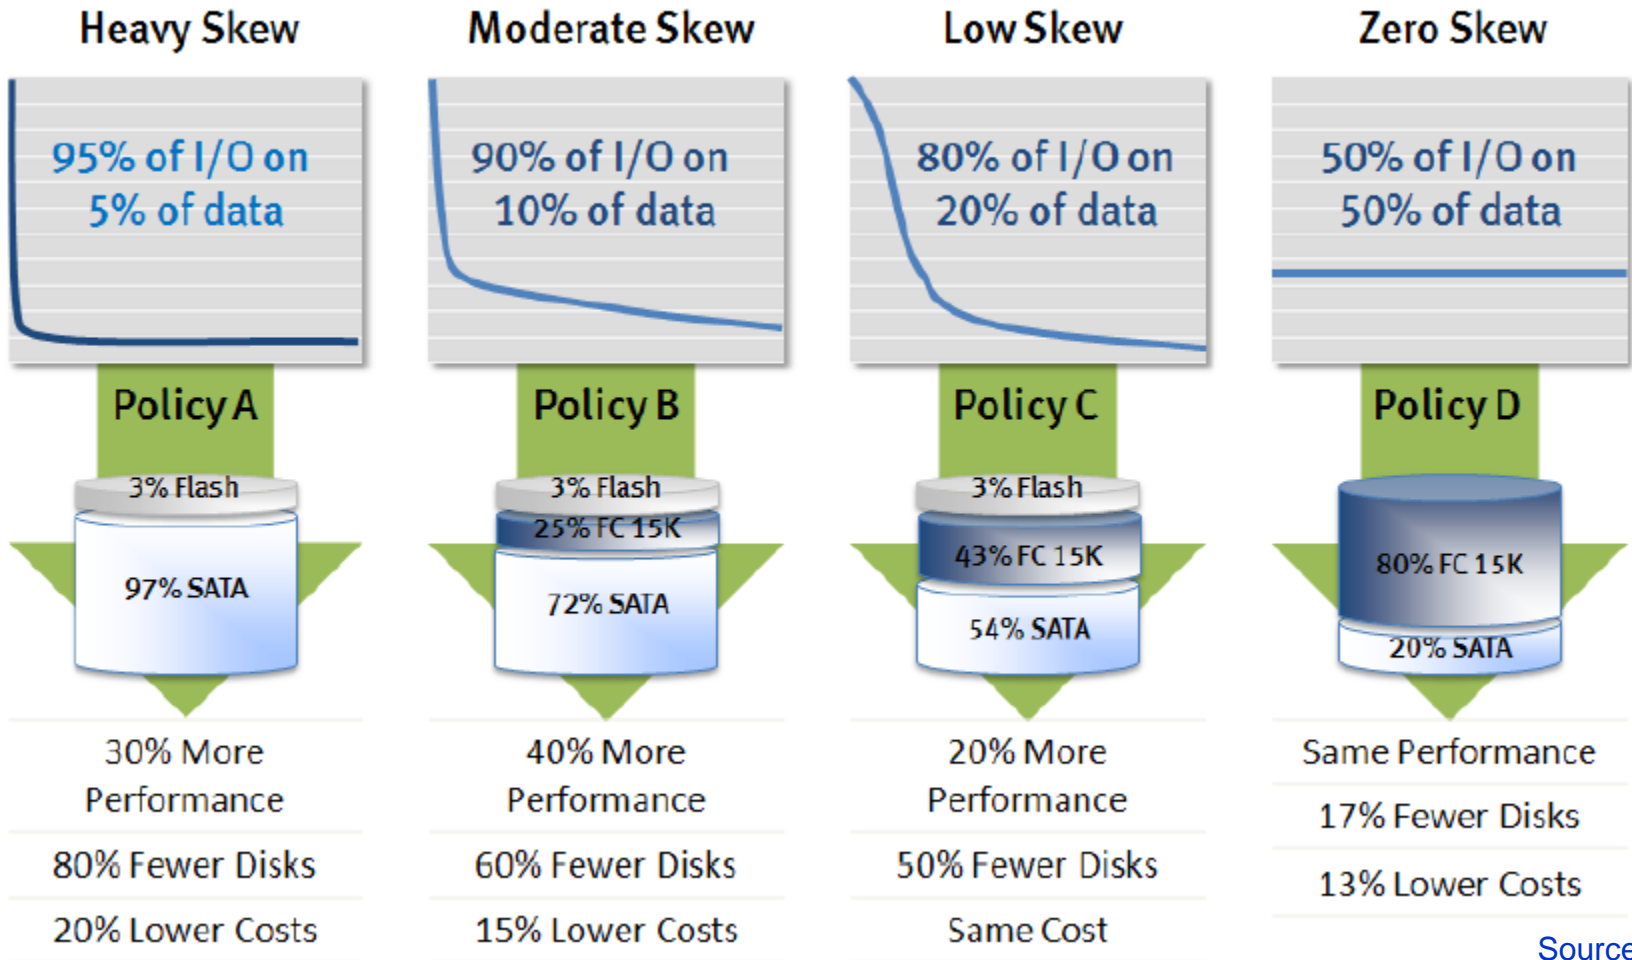 Heavy Skew
95% of I/O on
5% of data
Policy A
3% Flash
97% SATA
30% More
Performance
80% Fewer Disks
20% Lower Costs
Moderate Skew
90% of I/O on
10% of data
Policy B
3% Flash
25% FC 15K
72% SATA
40% More
Performance
60% Fewer Disks
15% Lower Costs
Low Skew
80% of I/O on
20% of data
Policy C
3% Flash
43% FC 15K
54% SATA
20% More
Performance
50% Fewer Disks
Same Cost
Zero Skew
50% of I/O on
50% of data
Policy D
80% FC 15K
20% SATA
Same Performance
17% Fewer Disks
13% Lower Costs
Source